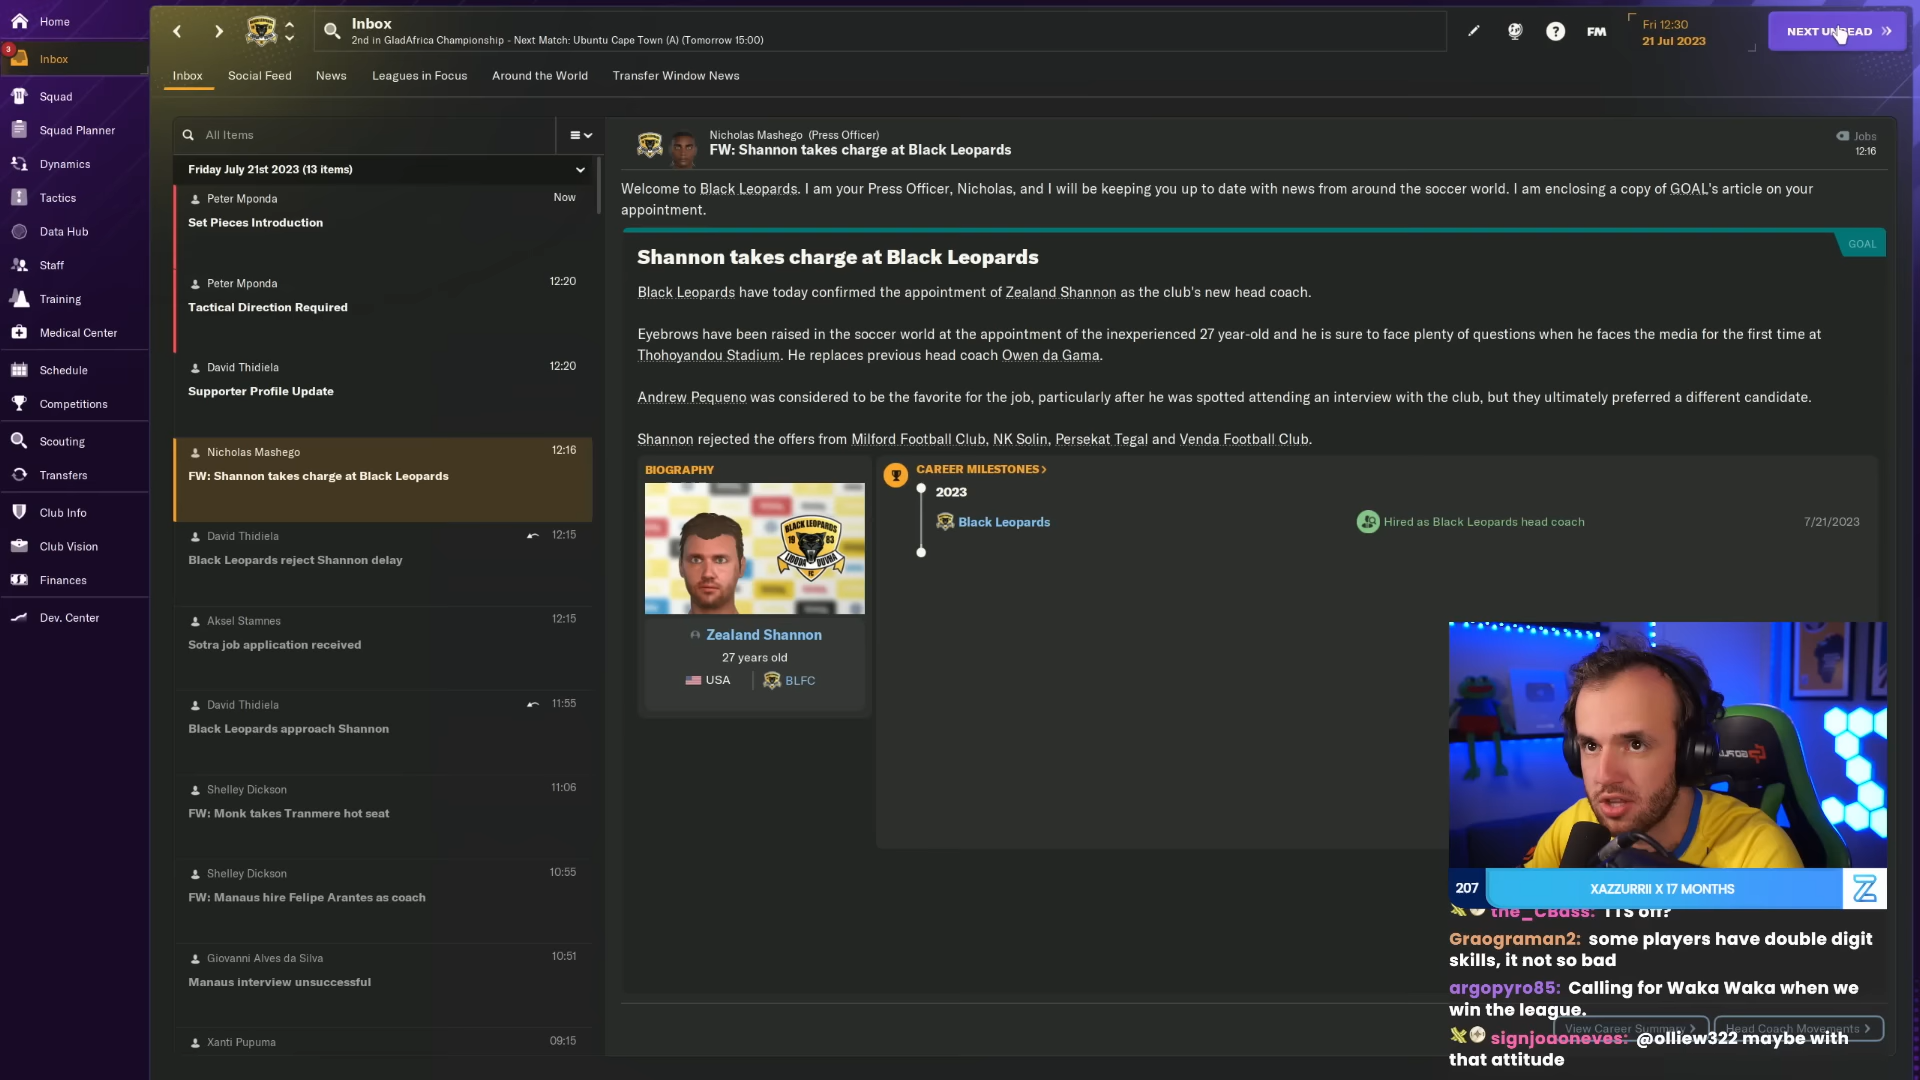 Home
3
Inbox
Squad
Squad Planner
Dynamics
Tactics
Data Hub
Staff
Training
Medical Center
Schedule
Competitions
Scouting
Transfers
Club Info
Club Vision
Finances
Dev. Center
Inbox
2nd in GladAfrica Championship - Next Match: Ubuntu Cape Town (A) (Tomorrow 15:00)
FM
Fri 12:30
21 Jul 2023
NEXT UNREAD
Inbox
Social Feed
News
Leagues in Focus
Around the World
Transfer Window News
All Items
Friday July 21st 2023 (13 items)
Peter Mponda
Now
Set Pieces Introduction
Peter Mponda
12:20
Tactical Direction Required
David Thidiela
12:20
Supporter Profile Update
Nicholas Mashego
12:16
FW: Shannon takes charge at Black Leopards
David Thidiela
12:15
Black Leopards reject Shannon delay
Aksel Stamnes
12:15
Sotra job application received
David Thidiela
11:55
Black Leopards approach Shannon
Shelley Dickson
11:06
FW: Monk takes Tranmere hot seat
Shelley Dickson
10:55
FW: Manaus hire Felipe Arantes as coach
Giovanni Alves da Silva
10:51
Manaus interview unsuccessful
Xanti Pupuma
09:15
Nicholas Mashego (Press Officer)
FW: Shannon takes charge at Black Leopards
Jobs
12:16
Welcome to Black Leopards. I am your Press Officer, Nicholas, and I will be keeping you up to date with news from around the soccer world. I am enclosing a copy of GOAL's article on your
appointment.
GOAL
Shannon takes charge at Black Leopards
Black Leopards have today confirmed the appointment of Zealand Shannon as the club's new head coach.
Eyebrows have been raised in the soccer world at the appointment of the inexperienced 27 year-old and he is sure to face plenty of questions when he faces the media for the first time at
Thohoyandou Stadium. He replaces previous head coach Owen da Gama.
Andrew Pequeno was considered to be the favorite for the job, particularly after he was spotted attending an interview with the club, but they ultimately preferred a different candidate.
Shannon rejected the offers from Milford Football Club, NK Solin, Persekat Tegal and Venda Football Club.
BIOGRAPHY
BLACK LEOPARDS
19 83
LIDODA DUVHA
FC
Zealand Shannon
27 years old
USA
BLFC
CAREER MILESTONES
2023
Black Leopards
Hired as Black Leopards head coach
7/21/2023
207
XAZZURRII X 17 MONTHS
the_CBass: TTS off?
Graograman2: some players have double digit
skills, it not so bad
argopyro85: Calling for Waka Waka when we
win the league.
View Career Summary
Head Coach Movements
signjodoneves: @olliew322 maybe with
that attitude